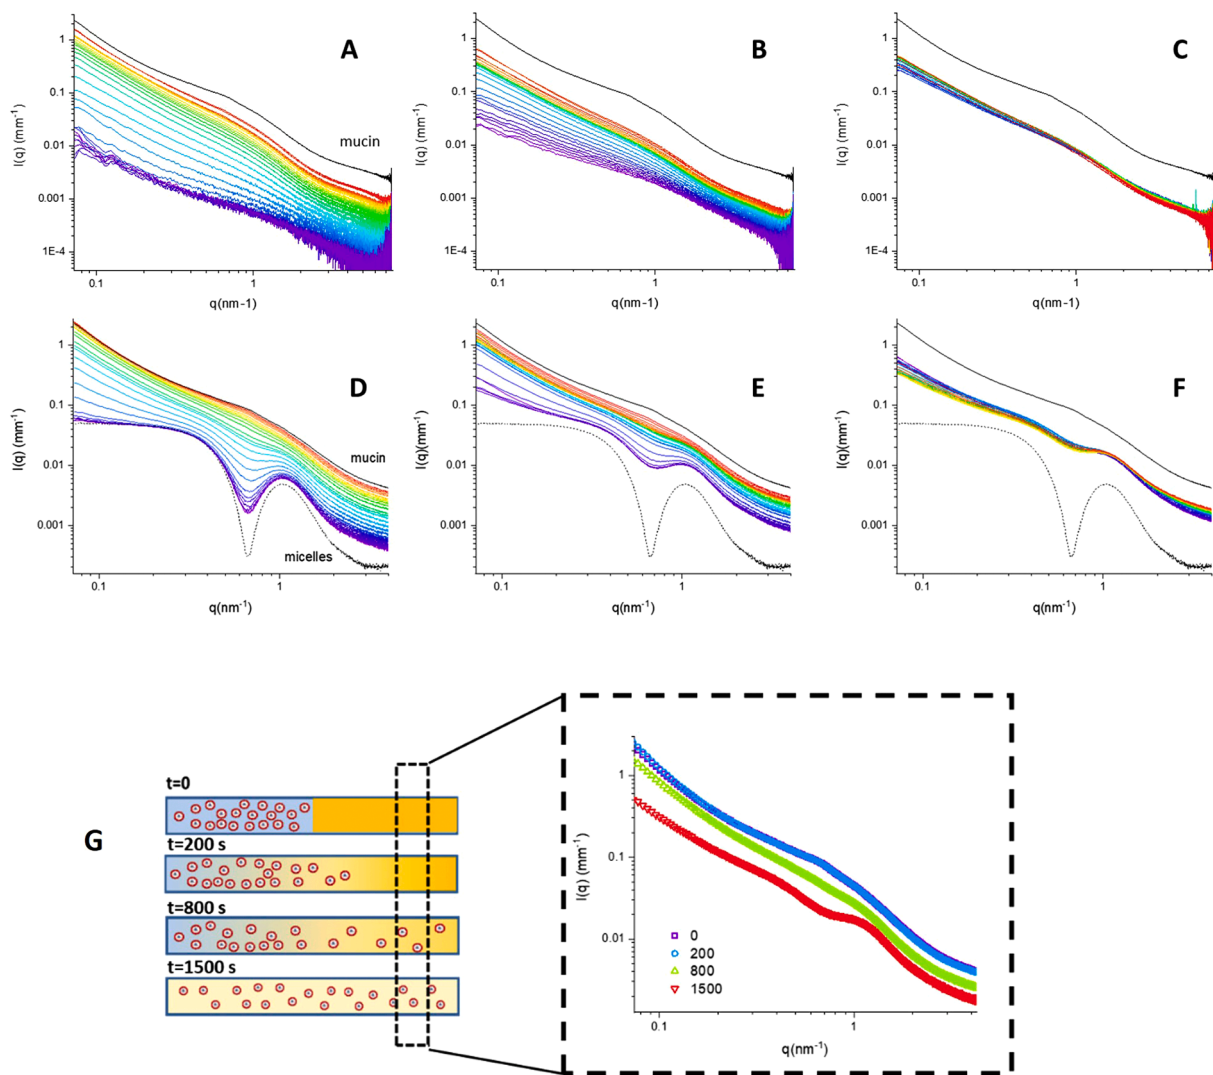 A
I(q) (mm⁻¹)
1
0.1
0.01
0.001
1E-4
mucin
0.1
1
q(nm-1)
B
I(q) (mm⁻¹)
1
0.1
0.01
0.001
1E-4
0.1
1
q(nm-1)
C
I(q) (mm⁻¹)
1
0.1
0.01
0.001
1E-4
0.1
1
q(nm-1)
D
I(q) (mm⁻¹)
1
0.1
0.01
0.001
mucin
micelles
0.1
1
q(nm⁻¹)
E
I(q)(mm⁻¹)
1
0.1
0.01
0.001
0.1
1
q(nm⁻¹)
F
I(q)(mm⁻¹)
1
0.1
0.01
0.001
0.1
1
q(nm⁻¹)
G
t=0
t=200 s
t=800 s
t=1500 s
I(q) (mm⁻¹)
1
0.1
0.01
0
200
800
1500
0.1
1
q(nm⁻¹)